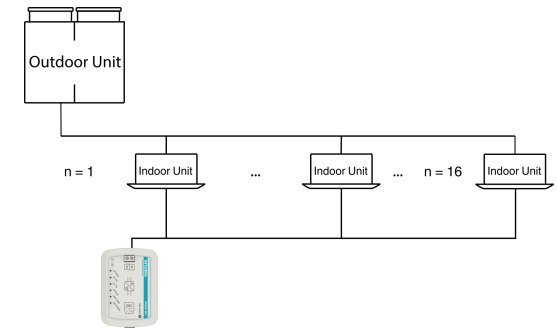 Outdoor Unit
n = 1
Indoor Unit
...
Indoor Unit
...
n = 16
Indoor Unit